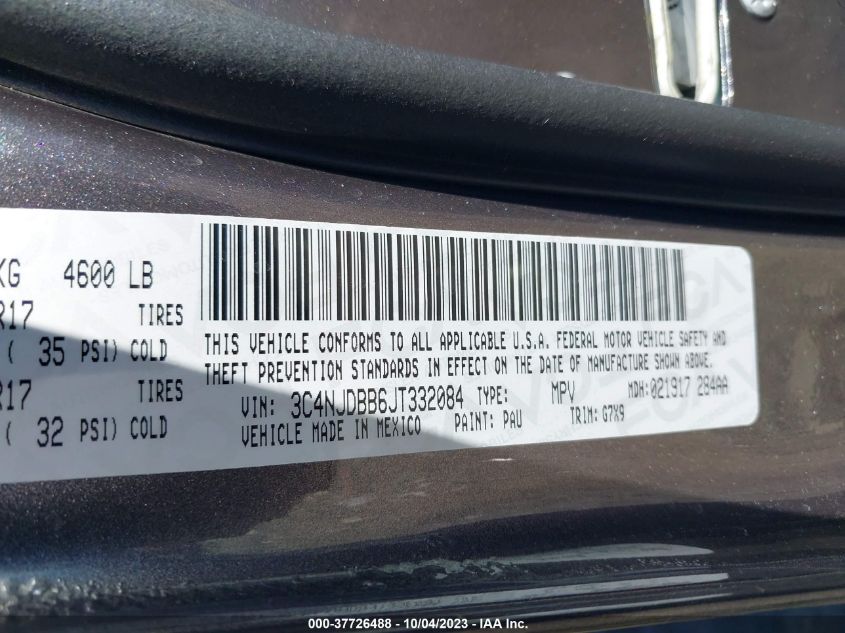 KG 4600 LB
R17 TIRES
( 35 PSI) COLD
R17 TIRES
( 32 PSI) COLD
THIS VEHICLE CONFORMS TO ALL APPLICABLE U.S.A. FEDERAL MOTOR VEHICLE SAFETY AND
THEFT PREVENTION STANDARDS IN EFFECT ON THE DATE OF MANUFACTURE SHOWN ABOVE.
VIN: 3C4NJDBB6JT332084 TYPE: MPV MDH:021917 284AA
VEHICLE MADE IN MEXICO PAINT: PAU TRIM: G7X9
000-37726488 - 10/04/2023 - IAA Inc.